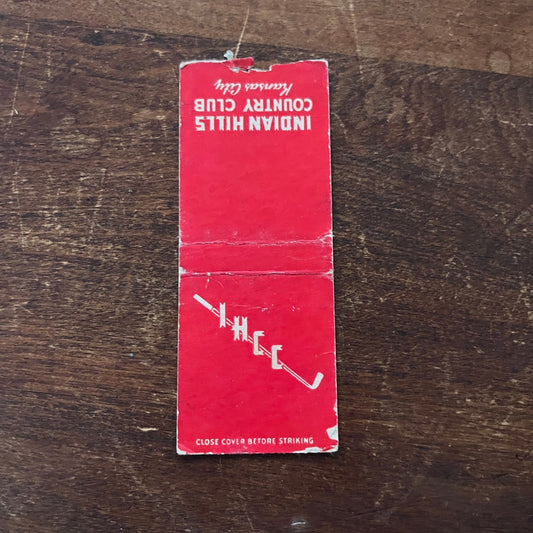 INDIAN HILLS
COUNTRY CLUB
Kansas City
IHCC
CLOSE COVER BEFORE STRIKING